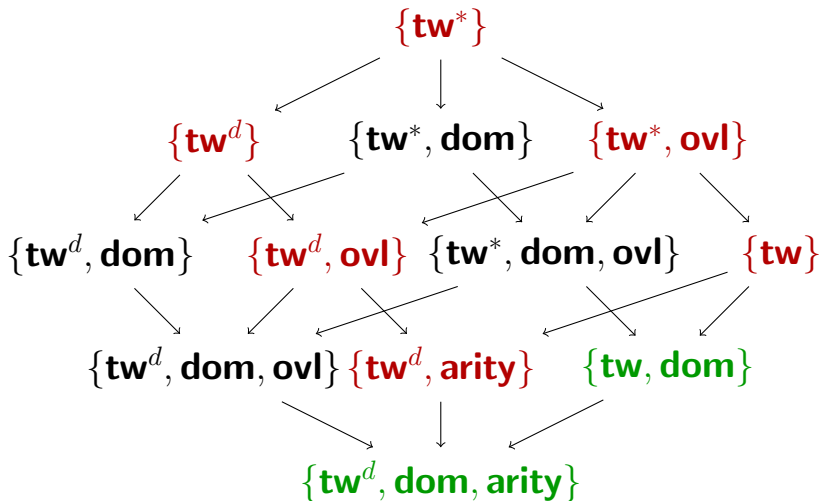 {tw*}
{tw^d} {tw*, dom} {tw*, ovl}
{tw^d, dom} {tw^d, ovl} {tw*, dom, ovl} {tw}
{tw^d, dom, ovl} {tw^d, arity} {tw, dom}
{tw^d, dom, arity}